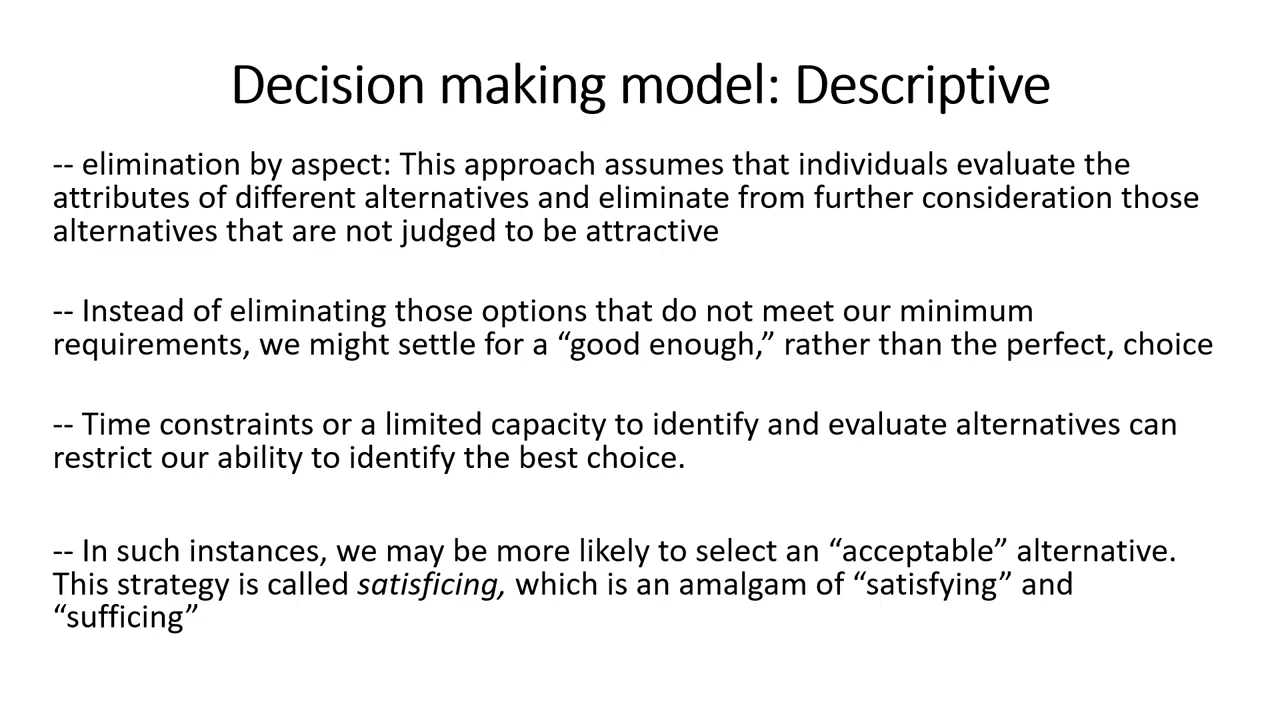 Decision making model: Descriptive
-- elimination by aspect: This approach assumes that individuals evaluate the
attributes of different alternatives and eliminate from further consideration those
alternatives that are not judged to be attractive
-- Instead of eliminating those options that do not meet our minimum
requirements, we might settle for a “good enough,” rather than the perfect, choice
-- Time constraints or a limited capacity to identify and evaluate alternatives can
restrict our ability to identify the best choice.
-- In such instances, we may be more likely to select an “acceptable” alternative.
This strategy is called satisficing, which is an amalgam of “satisfying” and
“sufficing”